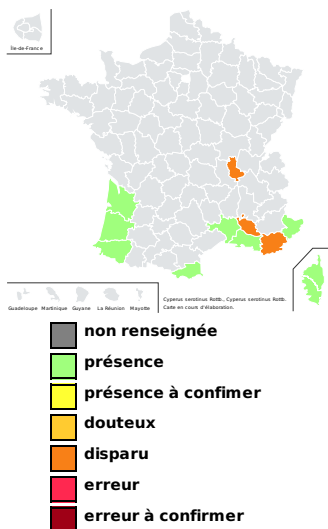 Île-de-France
Guadeloupe Martinique Guyane La Réunion Mayotte
Cyperus serotinus Rottb., Cyperus serotinus Rottb.
Carte en cours d'élaboration.
non renseignée
présence
présence à confimer
douteux
disparu
erreur
erreur à confirmer